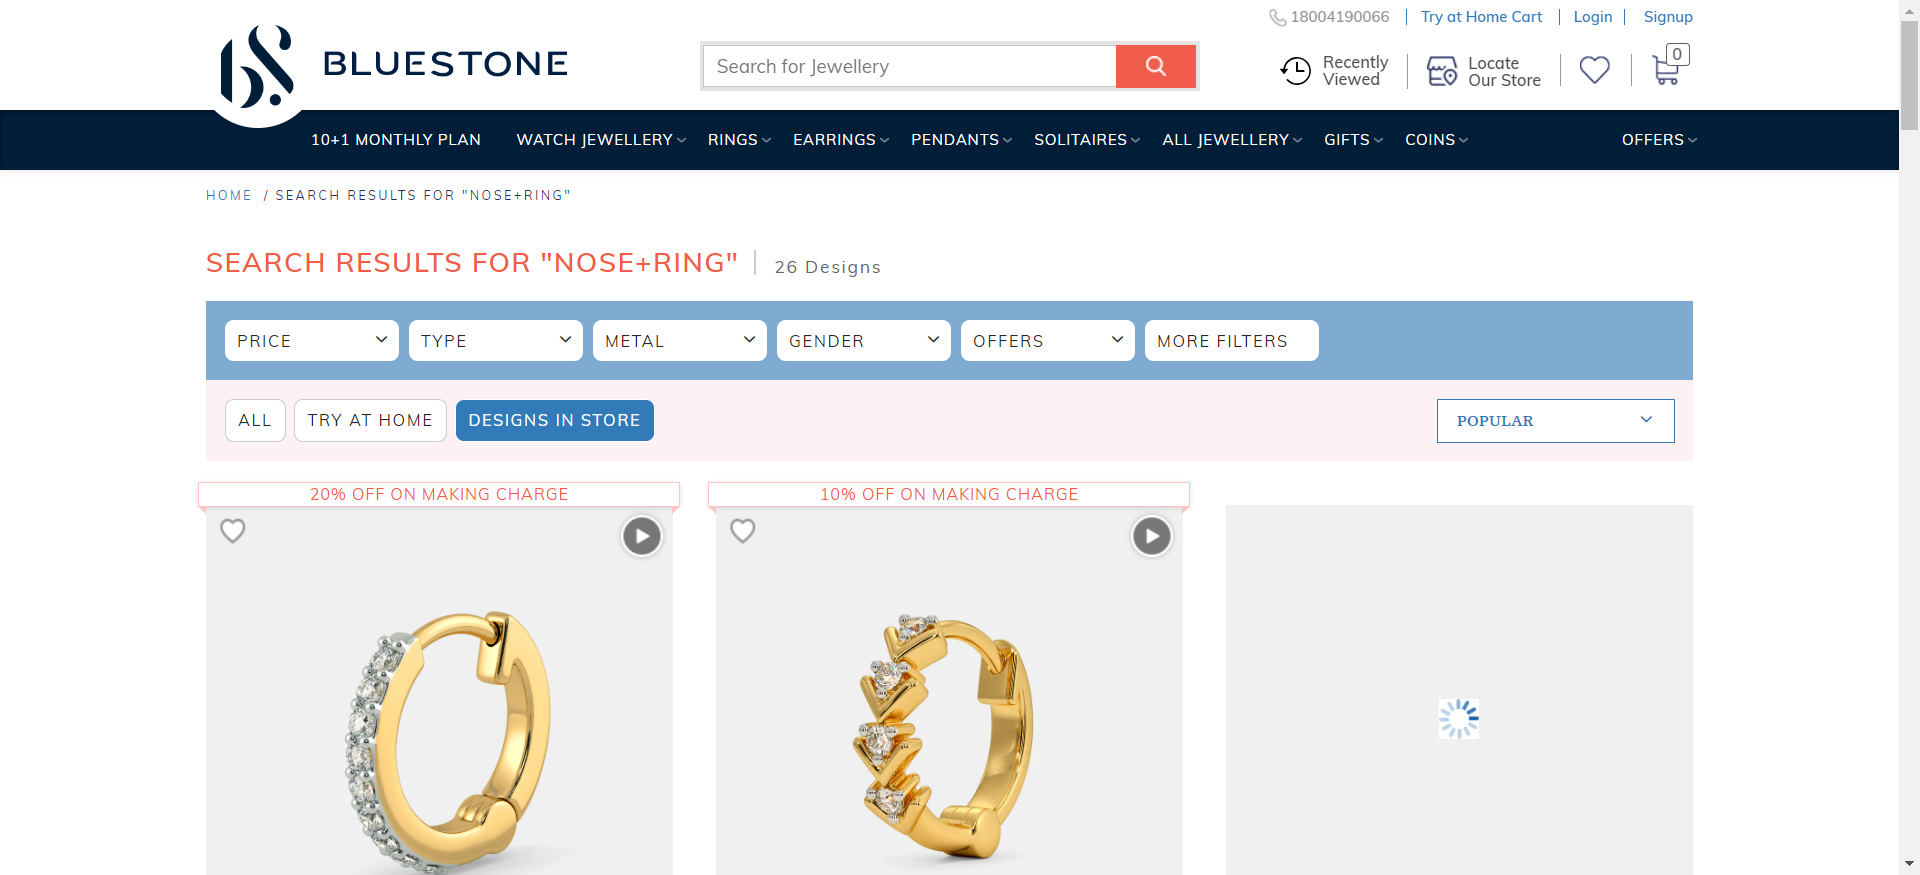 18004190066
Try at Home Cart
Login
Signup
BLUESTONE
Search for Jewellery
Recently
Viewed
Locate
Our Store
0
10+1 MONTHLY PLAN
WATCH JEWELLERY
RINGS
EARRINGS
PENDANTS
SOLITAIRES
ALL JEWELLERY
GIFTS
COINS
OFFERS
HOME / SEARCH RESULTS FOR "NOSE+RING"
SEARCH RESULTS FOR "NOSE+RING"
26 Designs
PRICE
TYPE
METAL
GENDER
OFFERS
MORE FILTERS
ALL
TRY AT HOME
DESIGNS IN STORE
POPULAR
20% OFF ON MAKING CHARGE
10% OFF ON MAKING CHARGE